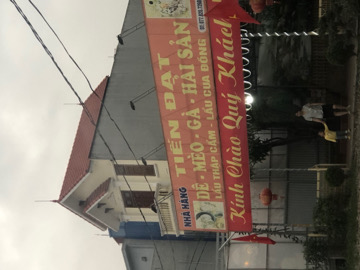 NHÀ HÀNG
TIẾN ĐẠT
DÊ - MÈO - GÀ - HẢI SẢN
LẨU THẬP CẨM - LẨU CUA ĐỒNG
Kính Chào Quý Khách